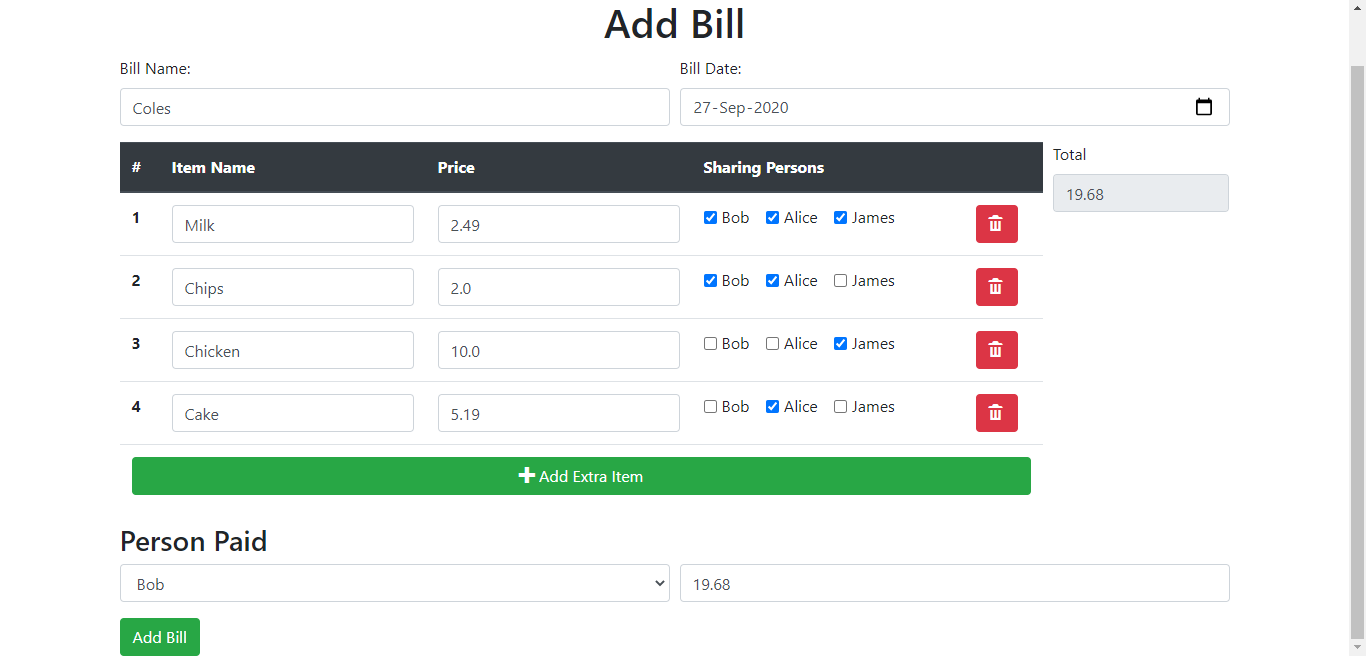 Add Bill
Bill Name: Bill Date:
Coles 27-Sep-2020
# Item Name Price Sharing Persons Total
19.68
1 Milk 2.49 Bob Alice James
2 Chips 2.0 Bob Alice James
3 Chicken 10.0 Bob Alice James
4 Cake 5.19 Bob Alice James
Add Extra Item
Person Paid
Bob 19.68
Add Bill